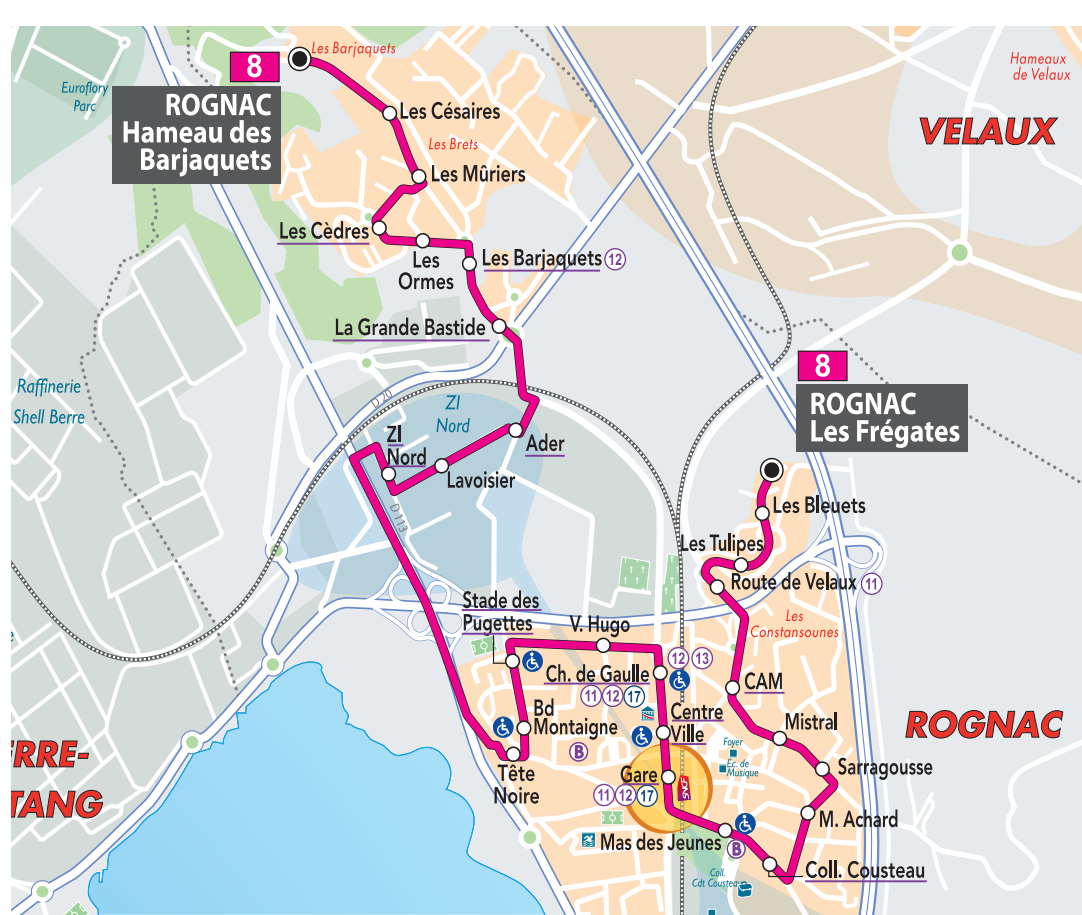 Les Barjaquets
8
ROGNAC
Hameau des
Barjaquets
Euroflory
Parc
Hameaux
de Velaux
VELAUX
Les Césaires
Les Brets
Les Mûriers
Les Cèdres
Les
Ormes
Les Barjaquets 12
La Grande Bastide
Raffinerie
Shell Berre
D 20
ZI
Nord
8
ROGNAC
Les Frégates
ZI
Nord
Ader
Lavoisier
D 113
Les Bleuets
Les Tulipes
Route de Velaux 11
Stade des
Pugettes
V. Hugo
Les
Constansounes
12 13
Ch. de Gaulle
11 12 17
CAM
Bd
Montaigne
B
Centre
Ville
Mistral
ROGNAC
Foyer
Ec. de
Musique
Sarragousse
ERRE-
TANG
Tête
Noire
Gare
11 12 17
SNCF
M. Achard
Mas des Jeunes
B
Coll. Cousteau
Coll.